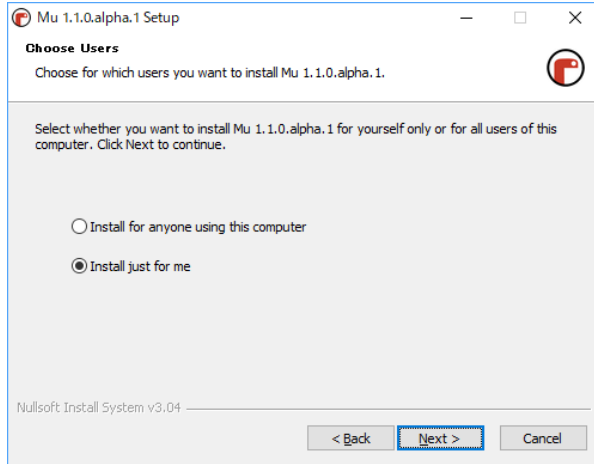 Mu 1.1.0.alpha.1 Setup
Choose Users
Choose for which users you want to install Mu 1.1.0.alpha.1.
Select whether you want to install Mu 1.1.0.alpha.1 for yourself only or for all users of this
computer. Click Next to continue.
Install for anyone using this computer
Install just for me
Nullsoft Install System v3.04
< Back
Next >
Cancel